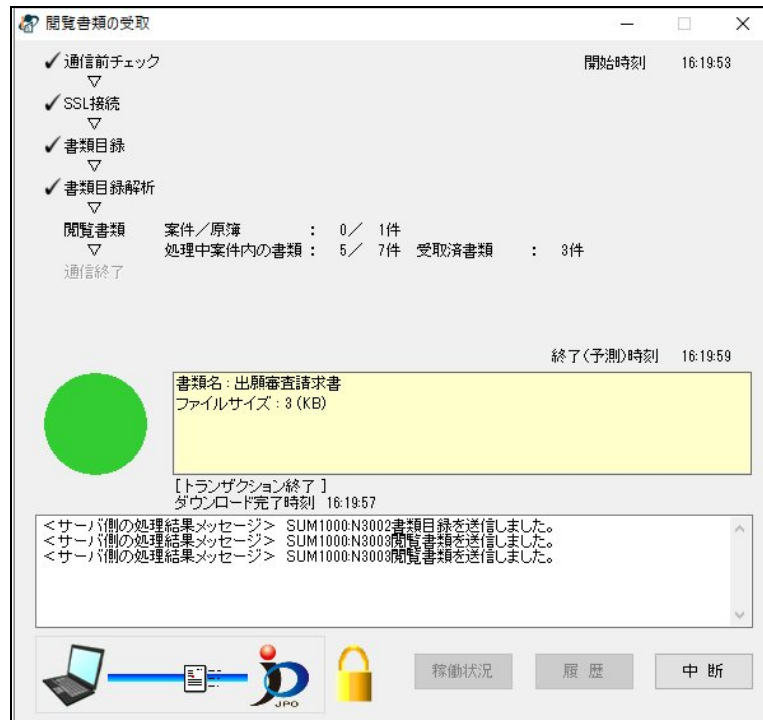 閲覧書類の受取
通信前チェック 開始時刻 16:19:53
▽
SSL接続
▽
書類目録
▽
書類目録解析
▽
閲覧書類 案件／原簿 : 0／ 1件
▽ 処理中案件内の書類 : 5／ 7件 受取済書類 : 3件
通信終了
終了(予測)時刻 16:19:59
書類名：出願審査請求書
ファイルサイズ：3 (KB)
[トランザクション終了 ]
ダウンロード完了時刻 16:19:57
＜サーバ側の処理結果メッセージ＞ SUM1000:N3002書類目録を送信しました。
＜サーバ側の処理結果メッセージ＞ SUM1000:N3003閲覧書類を送信しました。
＜サーバ側の処理結果メッセージ＞ SUM1000:N3003閲覧書類を送信しました。
JPO 稼働状況 履 歴 中 断